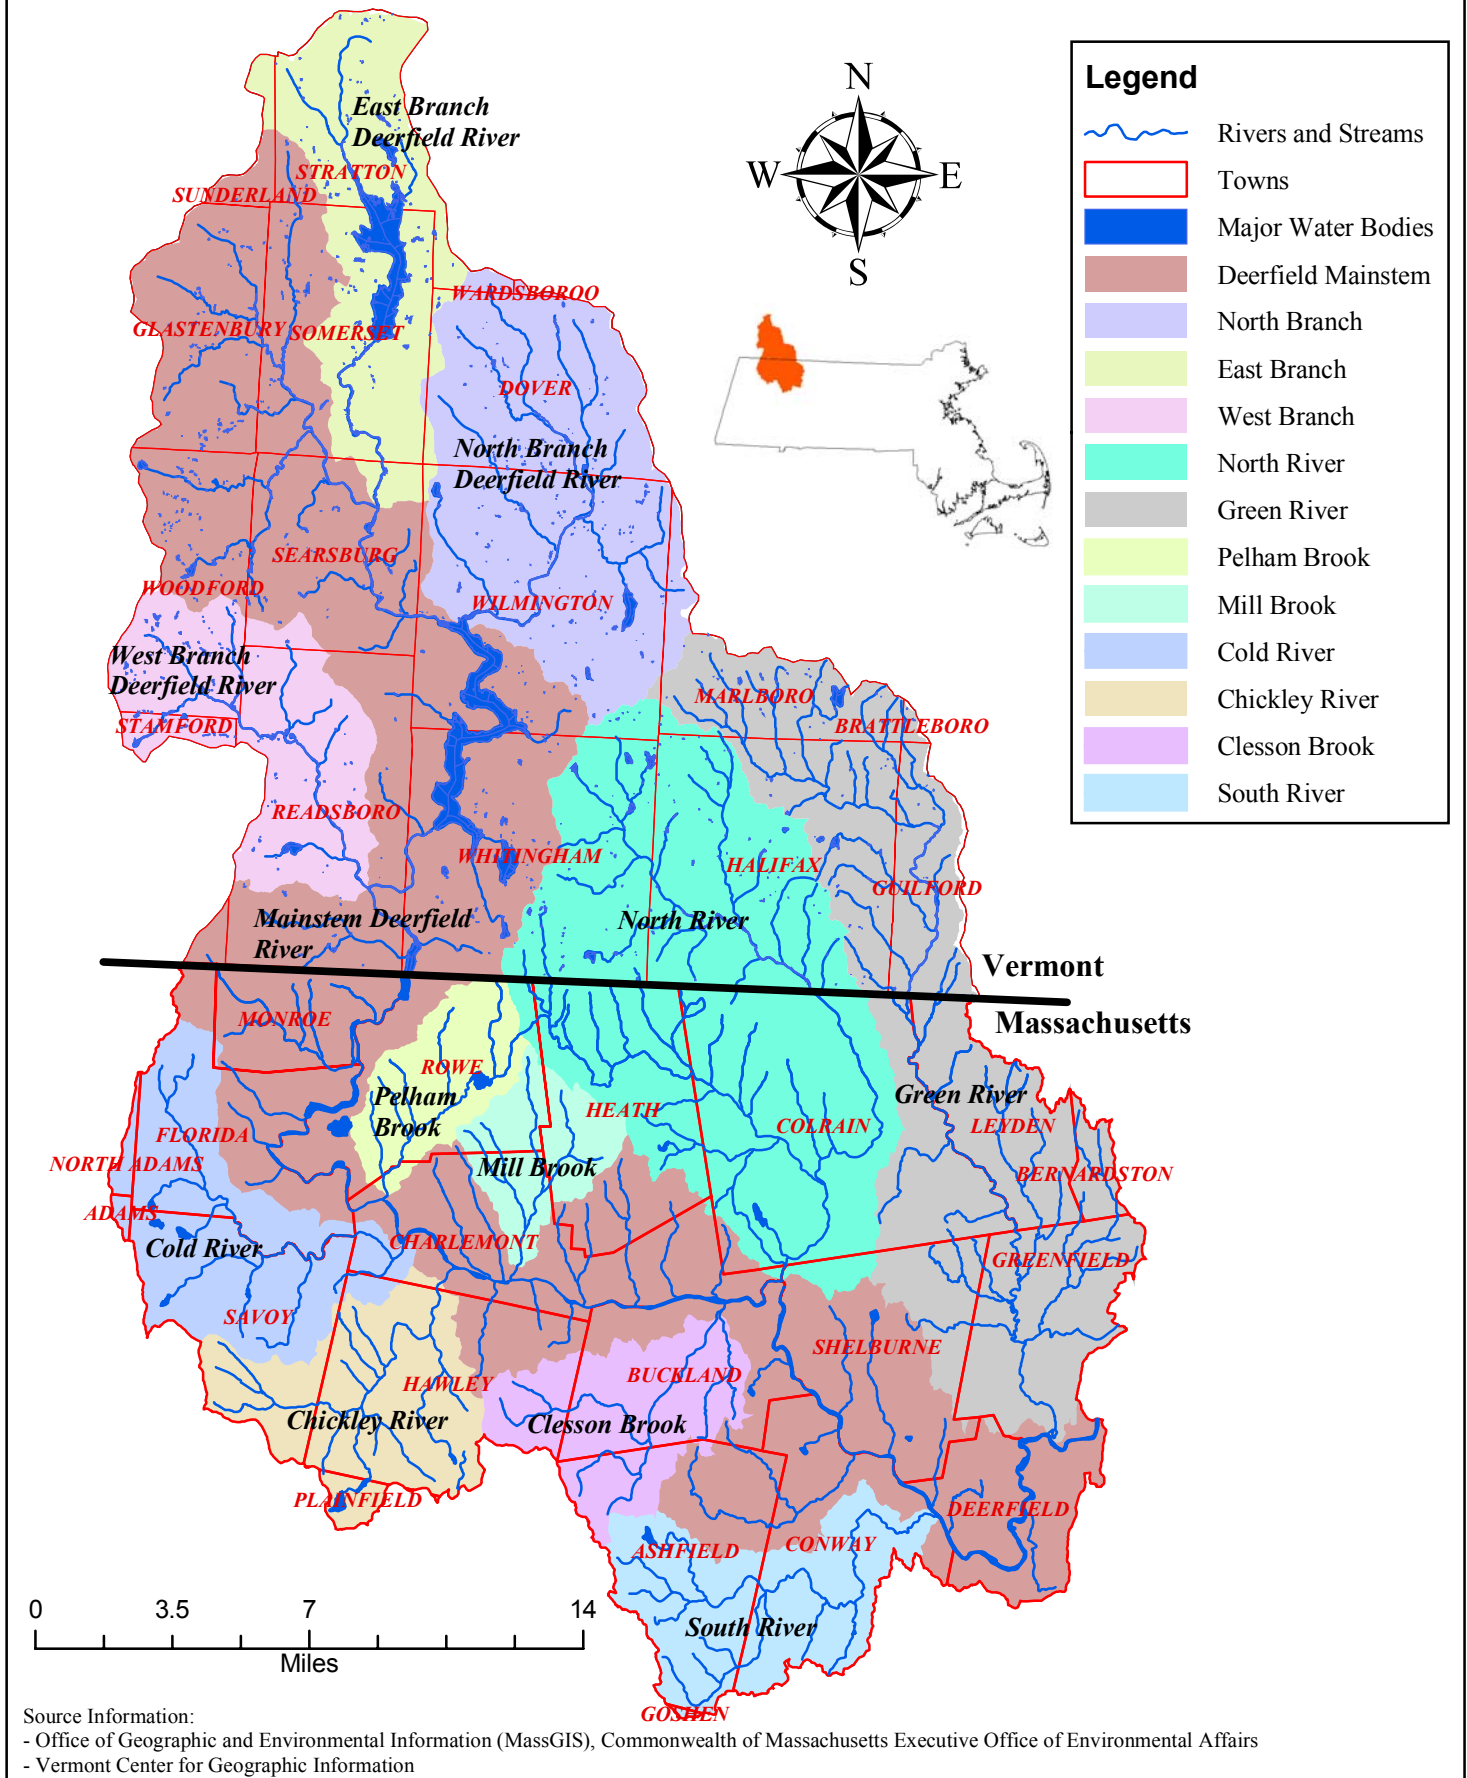 East Branch
Deerfield River
STRATTON
SUNDERLAND
WARDSBOROO
GLASTENBURY
SOMERSET
DOVER
North Branch
Deerfield River
SEARSBURG
WOODFORD
WILMINGTON
West Branch
Deerfield River
STAMFORD
MARLBORO
BRATTLEBORO
READSBORO
WHITINGHAM
HALIFAX
GUILFORD
Mainstem Deerfield
River
North River
Vermont
Massachusetts
MONROE
ROWE
Pelham
Brook
HEATH
COLRAIN
Green River
LEYDEN
FLORIDA
NORTH ADAMS
Mill Brook
BERNARDSTON
ADAMS
Cold River
CHARLEMONT
GREENFIELD
SAVOY
SHELBURNE
HAWLEY
BUCKLAND
Chickley River
Clesson Brook
PLAINFIELD
DEERFIELD
ASHFIELD
CONWAY
South River
GOSHEN
N
W
E
S
Legend
Rivers and Streams
Towns
Major Water Bodies
Deerfield Mainstem
North Branch
East Branch
West Branch
North River
Green River
Pelham Brook
Mill Brook
Cold River
Chickley River
Clesson Brook
South River
0 3.5 7 14
Miles
Source Information:
- Office of Geographic and Environmental Information (MassGIS), Commonwealth of Massachusetts Executive Office of Environmental Affairs
- Vermont Center for Geographic Information